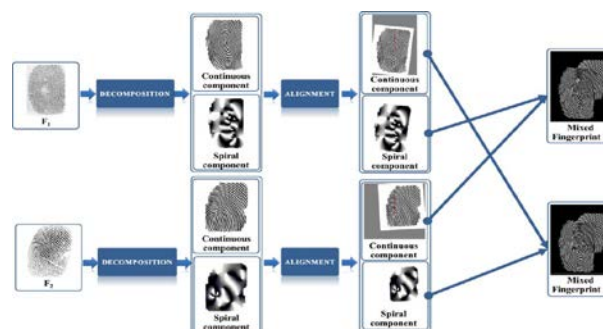 F₁
DECOMPOSITION
Continuous
component
Spiral
component
ALIGNMENT
Continuous
component
Spiral
component
Mixed
Fingerprint
F₂
DECOMPOSITION
Continuous
component
Spiral
component
ALIGNMENT
Continuous
component
Spiral
component
Mixed
Fingerprint